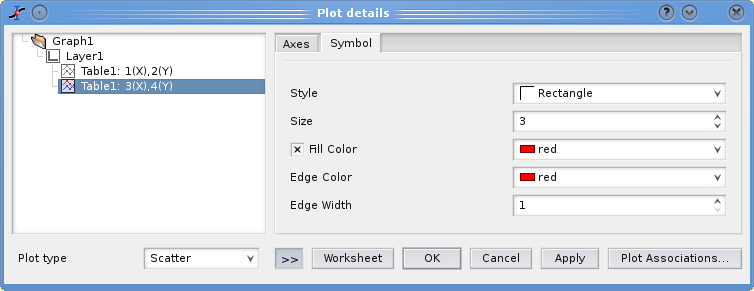 Plot details
Graph1
Layer1
Table1: 1(X),2(Y)
Table1: 3(X),4(Y)
Axes Symbol
Style Rectangle
Size 3
Fill Color red
Edge Color red
Edge Width 1
Plot type Scatter >> Worksheet OK Cancel Apply Plot Associations...